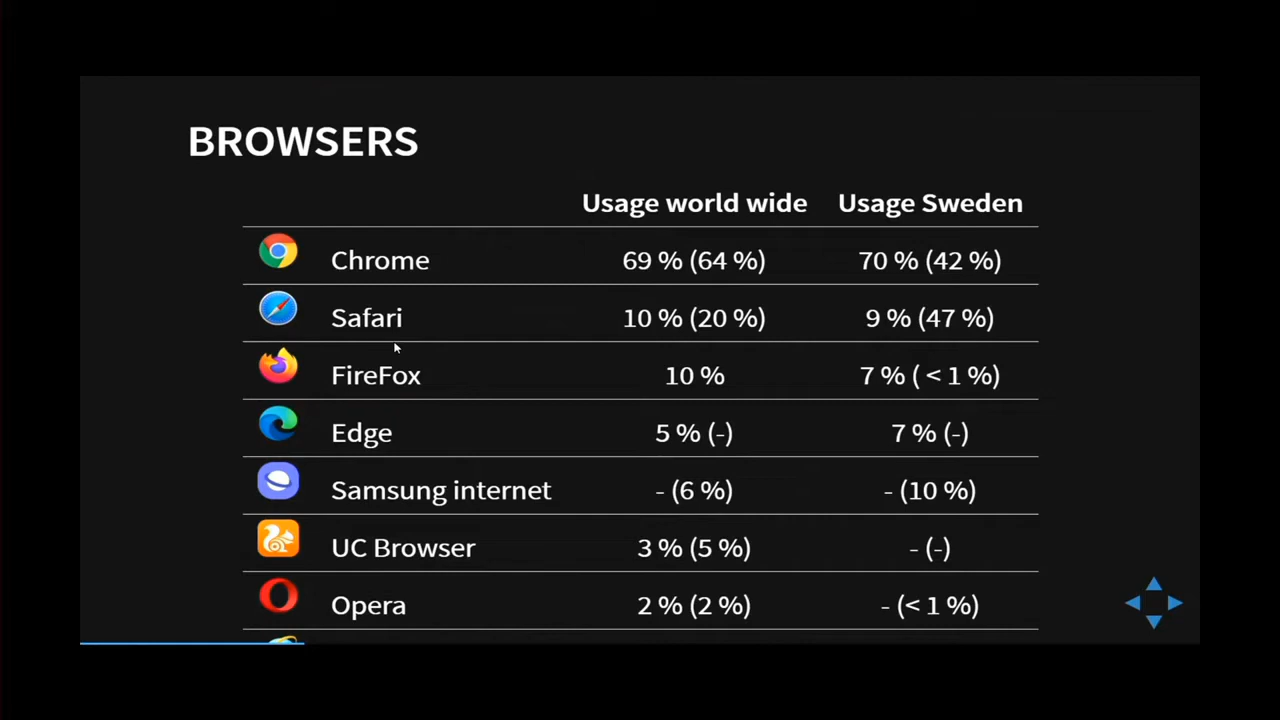 BROWSERS
Usage world wide Usage Sweden
Chrome 69 % (64 %) 70 % (42 %)
Safari 10 % (20 %) 9 % (47 %)
FireFox 10 % 7 % ( < 1 %)
Edge 5 % (-) 7 % (-)
Samsung internet - (6 %) - (10 %)
UC Browser 3 % (5 %) - (-)
Opera 2 % (2 %) - (< 1 %)